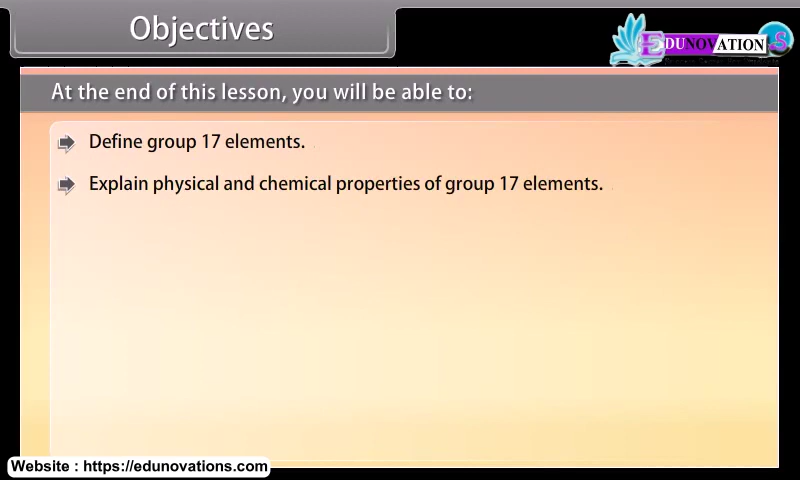 Objectives
EDUNOVATION.S
At the end of this lesson, you will be able to:
Define group 17 elements.
Explain physical and chemical properties of group 17 elements.
Website : https://edunovations.com